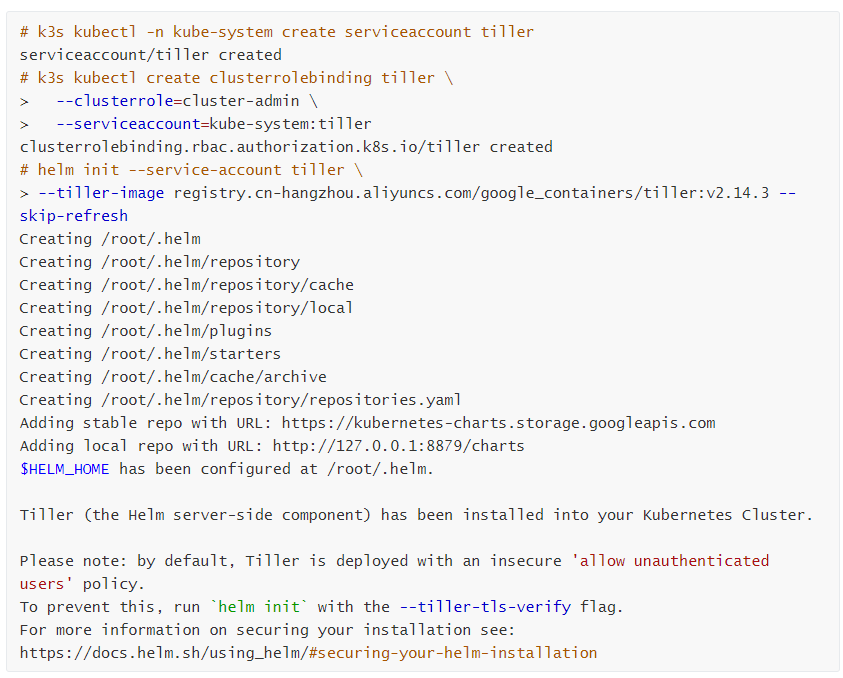 # k3s kubectl -n kube-system create serviceaccount tiller
serviceaccount/tiller created
# k3s kubectl create clusterrolebinding tiller \
>   --clusterrole=cluster-admin \
>   --serviceaccount=kube-system:tiller
clusterrolebinding.rbac.authorization.k8s.io/tiller created
# helm init --service-account tiller \
> --tiller-image registry.cn-hangzhou.aliyuncs.com/google_containers/tiller:v2.14.3 --
skip-refresh
Creating /root/.helm
Creating /root/.helm/repository
Creating /root/.helm/repository/cache
Creating /root/.helm/repository/local
Creating /root/.helm/plugins
Creating /root/.helm/starters
Creating /root/.helm/cache/archive
Creating /root/.helm/repository/repositories.yaml
Adding stable repo with URL: https://kubernetes-charts.storage.googleapis.com
Adding local repo with URL: http://127.0.0.1:8879/charts
$HELM_HOME has been configured at /root/.helm.

Tiller (the Helm server-side component) has been installed into your Kubernetes Cluster.

Please note: by default, Tiller is deployed with an insecure 'allow unauthenticated
users' policy.
To prevent this, run `helm init` with the --tiller-tls-verify flag.
For more information on securing your installation see:
https://docs.helm.sh/using_helm/#securing-your-helm-installation